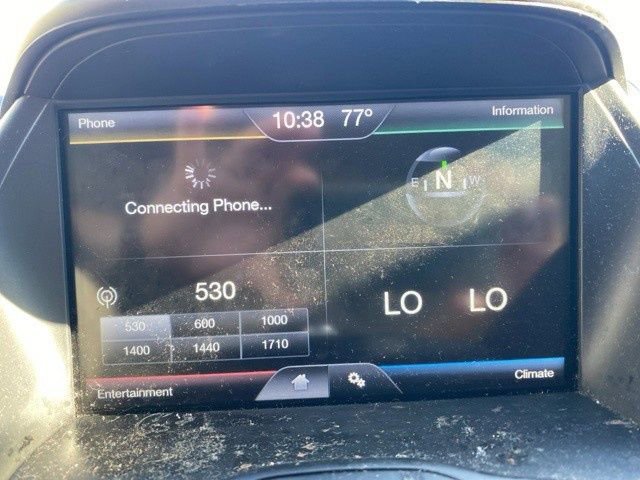 Phone
10:38 77°
Information
Connecting Phone...
E N W
530
530 600 1000
1400 1440 1710
LO LO
Entertainment
Climate